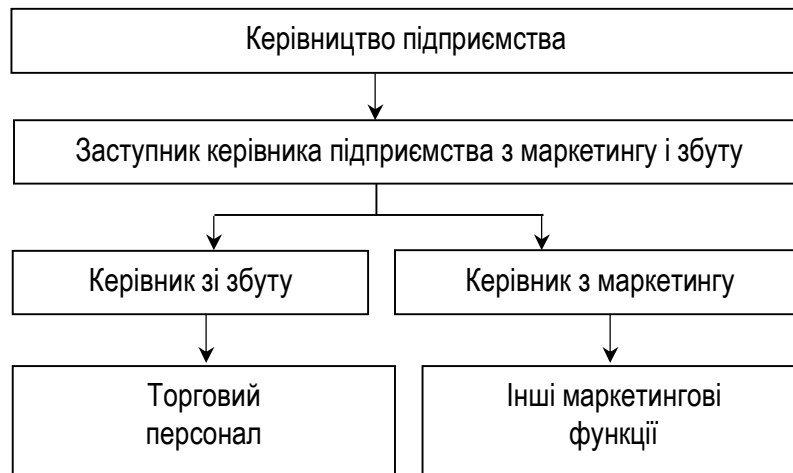 Керівництво підприємства
Заступник керівника підприємства з маркетингу і збуту
Керівник зі збуту
Керівник з маркетингу
Торговий
персонал
Інші маркетингові
функції